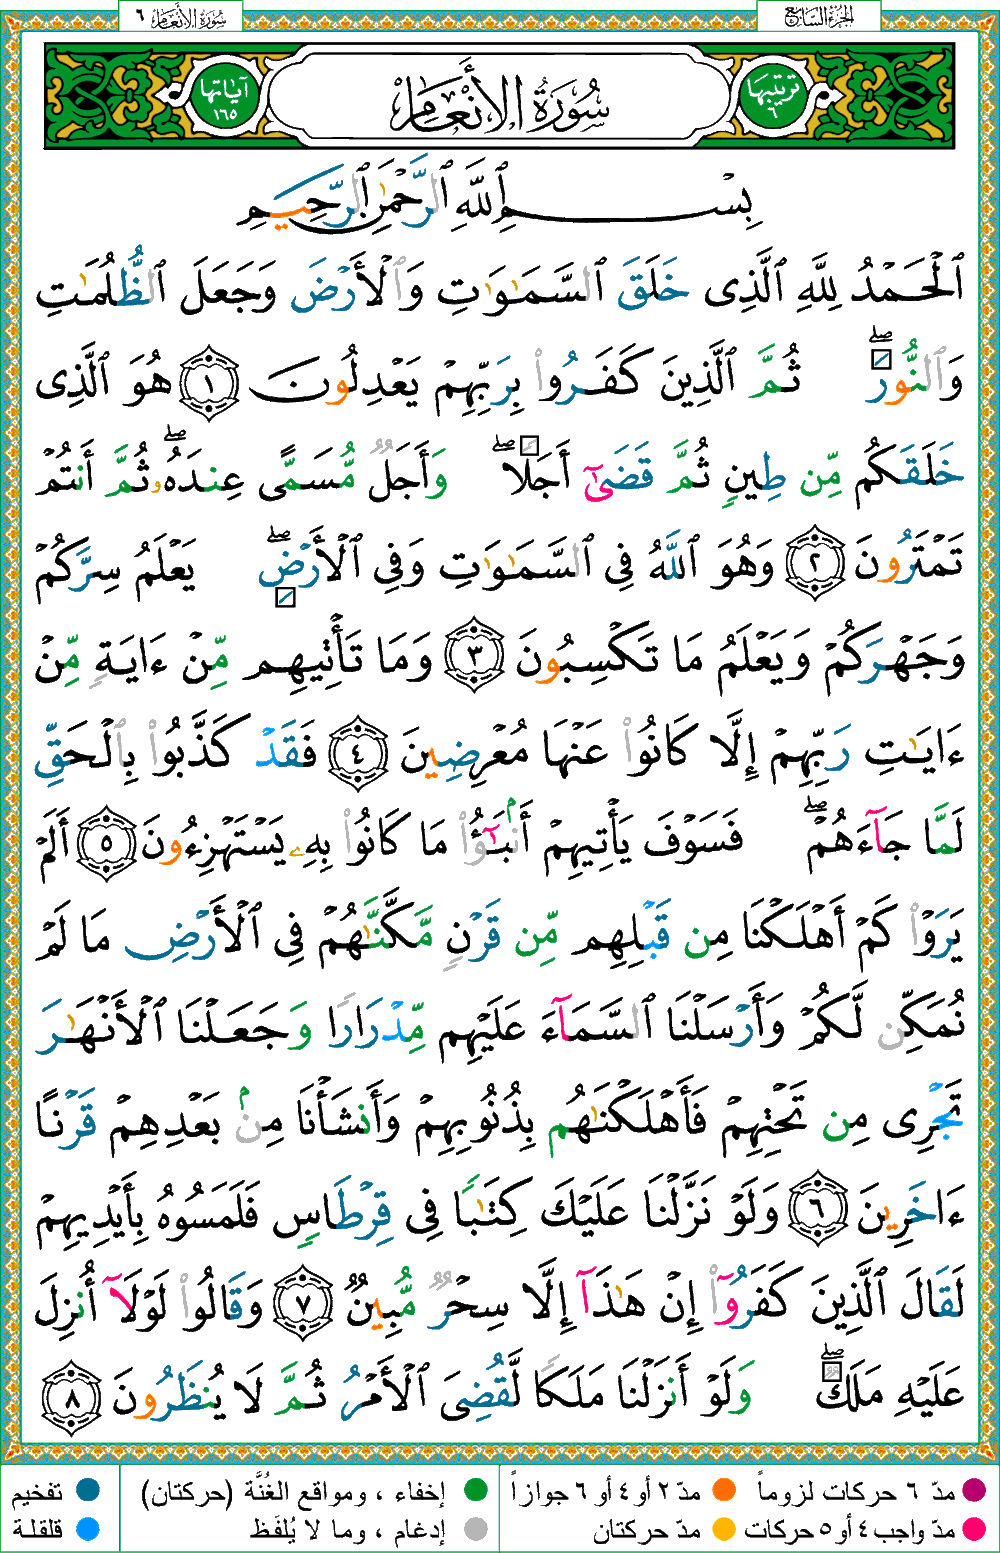 الجزء السابع
سورة الأنعام ٦
ترتيبها ٦
سُورَةُ الأَنْعَام
آياتها ١٦٥
بِسْمِ ٱللَّهِ ٱلرَّحْمَٰنِ ٱلرَّحِيمِ
ٱلْحَمْدُ لِلَّهِ ٱلَّذِى خَلَقَ ٱلسَّمَٰوَٰتِ وَٱلْأَرْضَ وَجَعَلَ ٱلظُّلُمَٰتِ
وَٱلنُّورَ ۖ ثُمَّ ٱلَّذِينَ كَفَرُوا۟ بِرَبِّهِمْ يَعْدِلُونَ ١ هُوَ ٱلَّذِى
خَلَقَكُم مِّن طِينٍ ثُمَّ قَضَىٰٓ أَجَلًا ۖ وَأَجَلٌ مُّسَمًّى عِندَهُۥ ۖ ثُمَّ أَنتُمْ
تَمْتَرُونَ ٢ وَهُوَ ٱللَّهُ فِى ٱلسَّمَٰوَٰتِ وَفِى ٱلْأَرْضِ ۖ يَعْلَمُ سِرَّكُمْ
وَجَهْرَكُمْ وَيَعْلَمُ مَا تَكْسِبُونَ ٣ وَمَا تَأْتِيهِم مِّنْ ءَايَةٍ مِّنْ
ءَايَٰتِ رَبِّهِمْ إِلَّا كَانُوا۟ عَنْهَا مُعْرِضِينَ ٤ فَقَدْ كَذَّبُوا۟ بِٱلْحَقِّ
لَمَّا جَآءَهُمْ ۖ فَسَوْفَ يَأْتِيهِمْ أَنۢبَٰٓؤُا۟ مَا كَانُوا۟ بِهِۦ يَسْتَهْزِءُونَ ٥ أَلَمْ
يَرَوْا۟ كَمْ أَهْلَكْنَا مِن قَبْلِهِم مِّن قَرْنٍ مَّكَّنَّٰهُمْ فِى ٱلْأَرْضِ مَا لَمْ
نُمَكِّن لَّكُمْ وَأَرْسَلْنَا ٱلسَّمَآءَ عَلَيْهِم مِّدْرَارًا وَجَعَلْنَا ٱلْأَنْهَٰرَ
تَجْرِى مِن تَحْتِهِمْ فَأَهْلَكْنَٰهُم بِذُنُوبِهِمْ وَأَنشَأْنَا مِنۢ بَعْدِهِمْ قَرْنًا
ءَاخَرِينَ ٦ وَلَوْ نَزَّلْنَا عَلَيْكَ كِتَٰبًا فِى قِرْطَاسٍ فَلَمَسُوهُ بِأَيْدِيهِمْ
لَقَالَ ٱلَّذِينَ كَفَرُوٓا۟ إِنْ هَٰذَآ إِلَّا سِحْرٌ مُّبِينٌ ٧ وَقَالُوا۟ لَوْلَآ أُنزِلَ
عَلَيْهِ مَلَكٌ ۖ وَلَوْ أَنزَلْنَا مَلَكًا لَّقُضِىَ ٱلْأَمْرُ ثُمَّ لَا يُنظَرُونَ ٨
مدّ ٦ حركات لزوماً
مدّ ٢ أو ٤ أو ٦ جوازاً
إخفاء ، ومواقع الغُنَّة (حركتان)
تفخيم
مدّ واجب ٤ أو ٥ حركات
مدّ حركتان
إدغام ، وما لا يُلفَظ
قلقلة